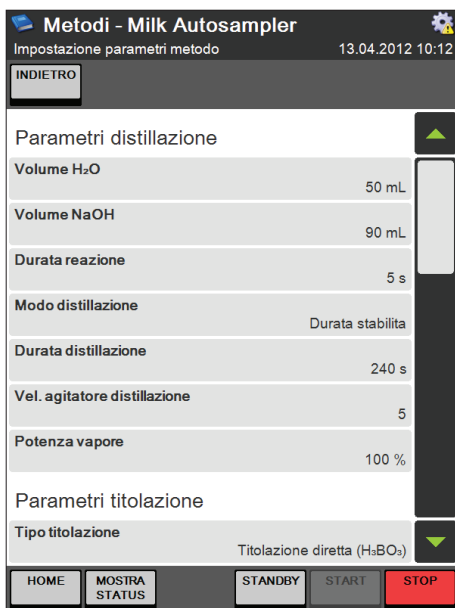 Metodi - Milk Autosampler
Impostazione parametri metodo 13.04.2012 10:12
INDIETRO
Parametri distillazione
Volume H₂O
50 mL
Volume NaOH
90 mL
Durata reazione
5 s
Modo distillazione
Durata stabilita
Durata distillazione
240 s
Vel. agitatore distillazione
5
Potenza vapore
100 %
Parametri titolazione
Tipo titolazione
Titolazione diretta (H₃BO₃)
HOME MOSTRA STATUS STANDBY START STOP